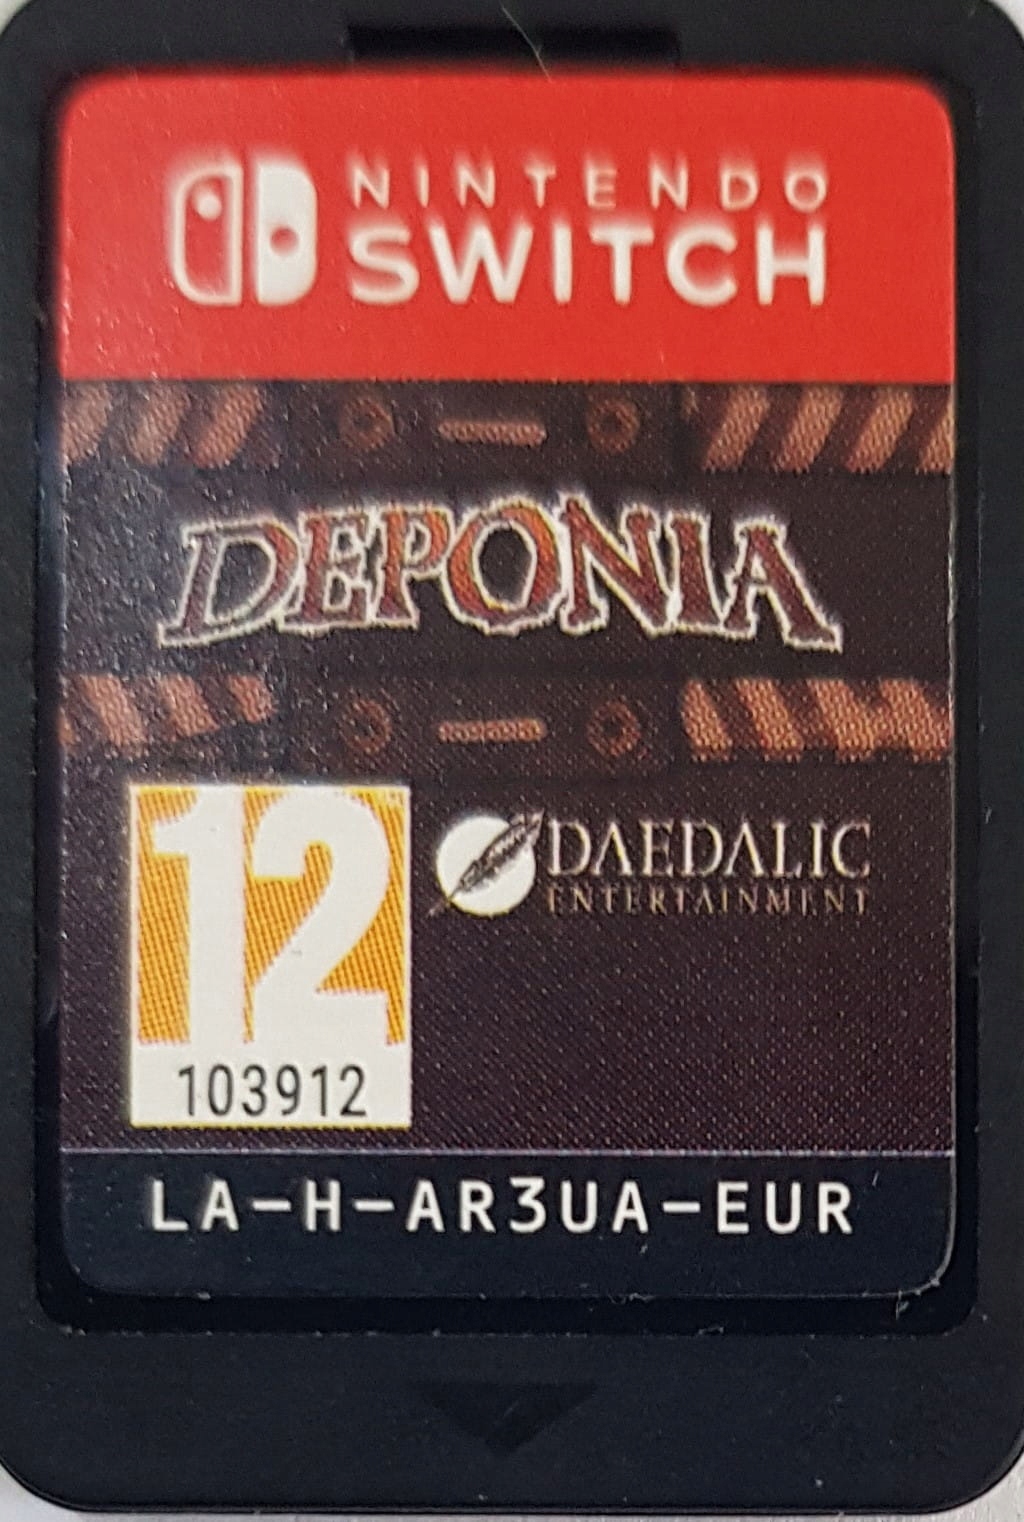 NINTENDO
SWITCH
DEPONIA
12
DAEDALIC
ENTERTAINMENT
103912
LA-H-AR3UA-EUR